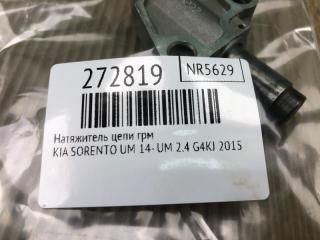 272819
NR5629
Натяжитель цепи грм
KIA SORENTO UM 14- UM 2.4 G4KJ 2015